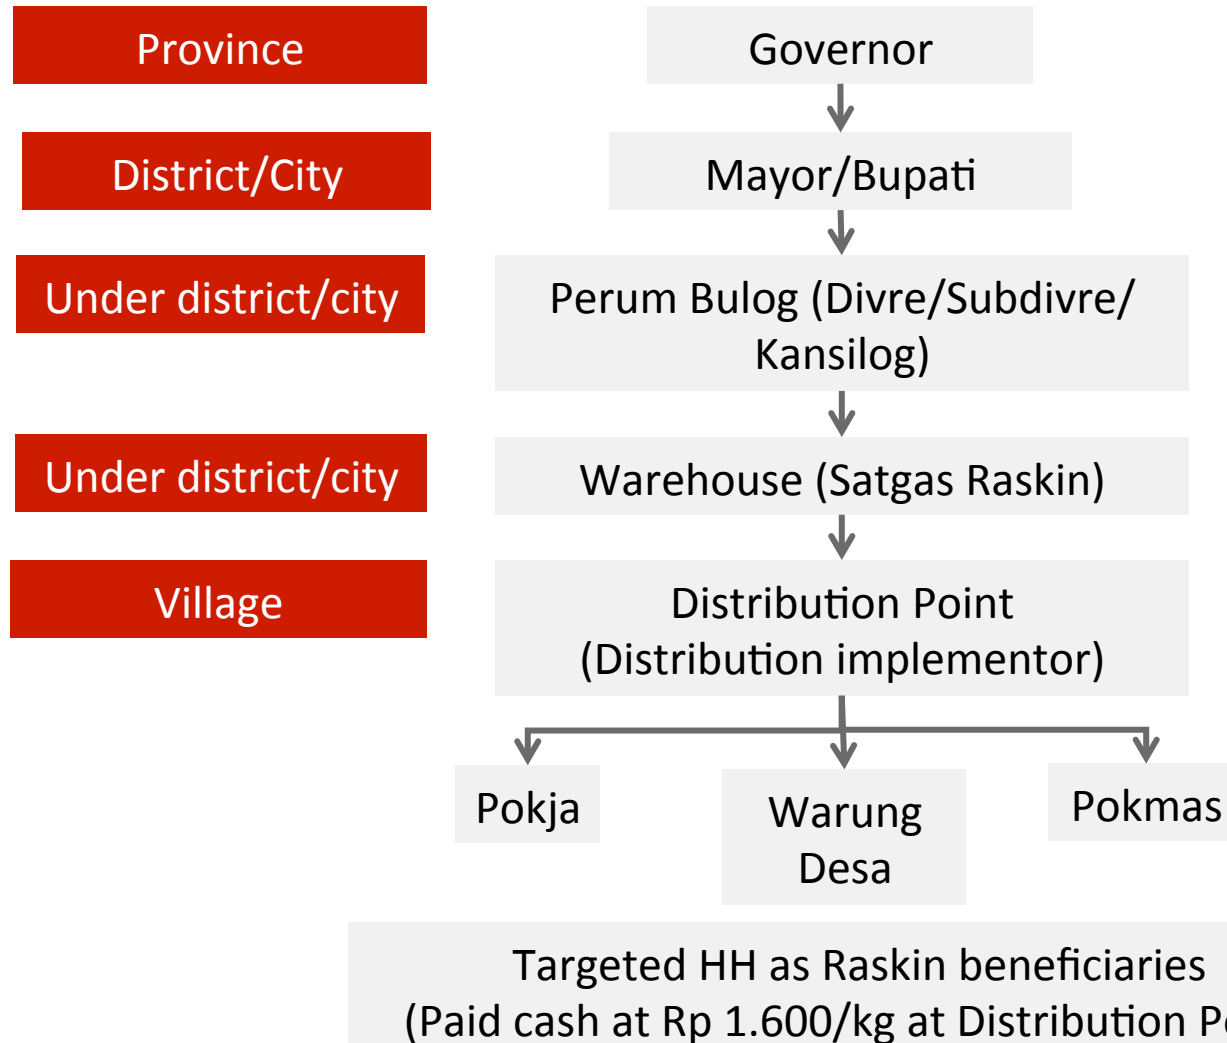 Province
Governor
District/City
Mayor/Bupati
Under district/city
Perum Bulog (Divre/Subdivre/
Kansilog)
Under district/city
Warehouse (Satgas Raskin)
Village
Distribution Point
(Distribution implementor)
Pokja
Warung
Desa
Pokmas
Targeted HH as Raskin beneficiaries
(Paid cash at Rp 1.600/kg at Distribution